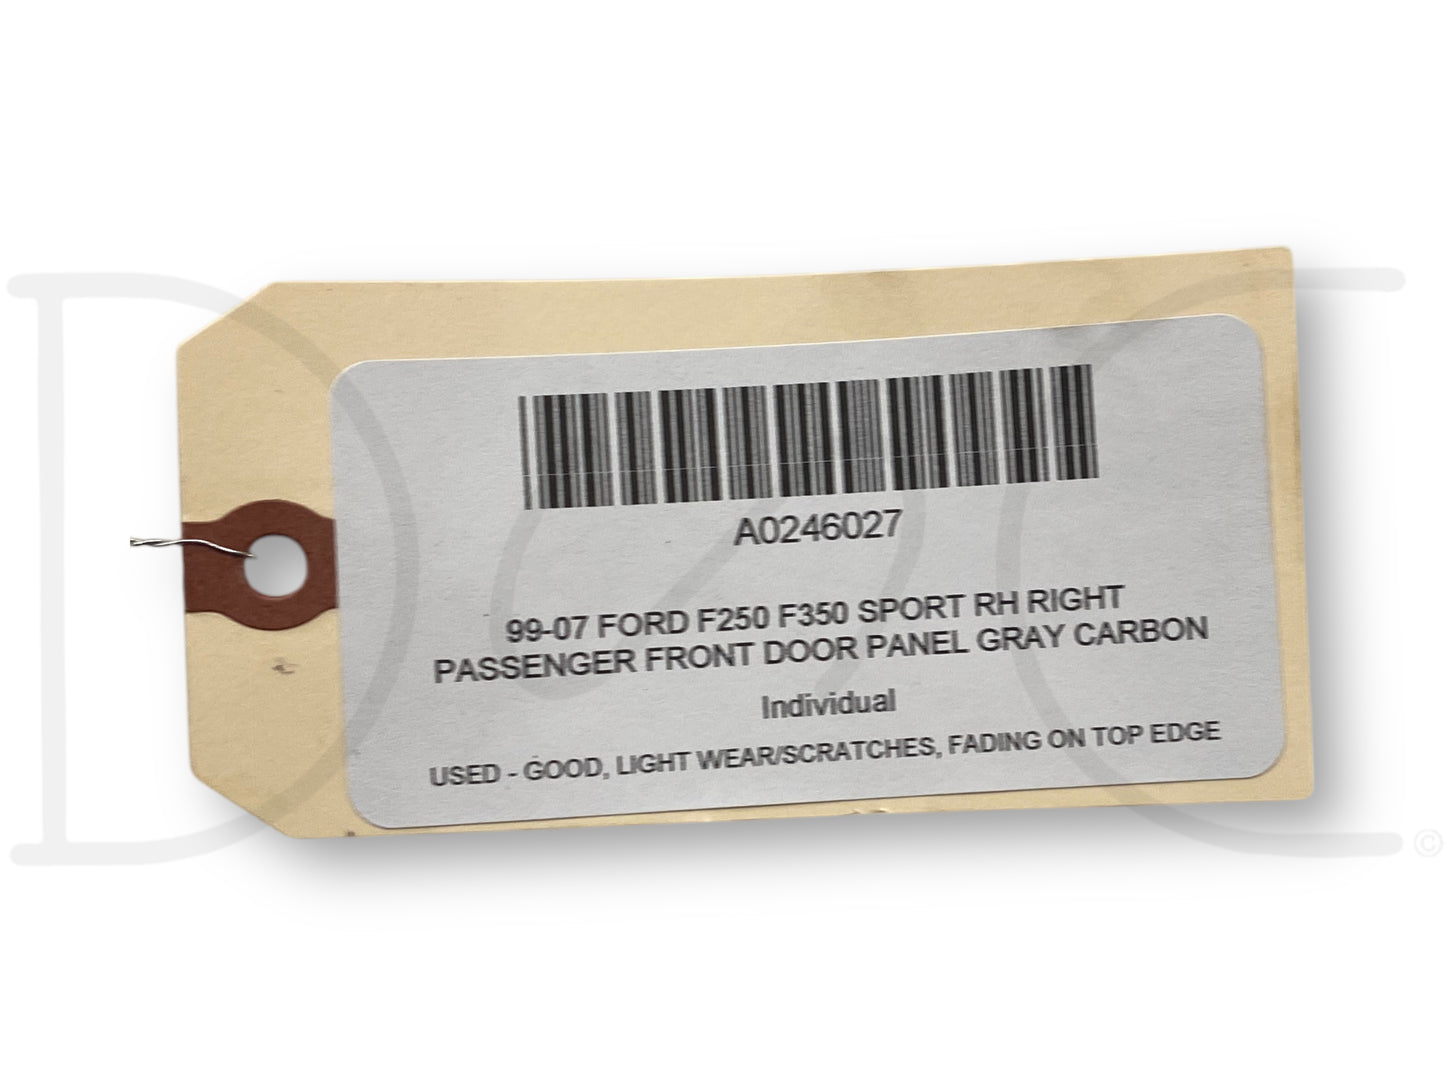 A0246027
99-07 FORD F250 F350 SPORT RH RIGHT
PASSENGER FRONT DOOR PANEL GRAY CARBON
Individual
USED - GOOD, LIGHT WEAR/SCRATCHES, FADING ON TOP EDGE
D C ©